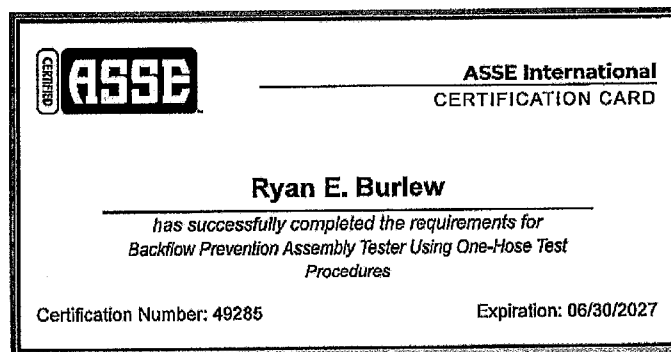 CERTIFIED
ASSE
ASSE International
CERTIFICATION CARD
Ryan E. Burlew
has successfully completed the requirements for
Backflow Prevention Assembly Tester Using One-Hose Test
Procedures
Certification Number: 49285
Expiration: 06/30/2027